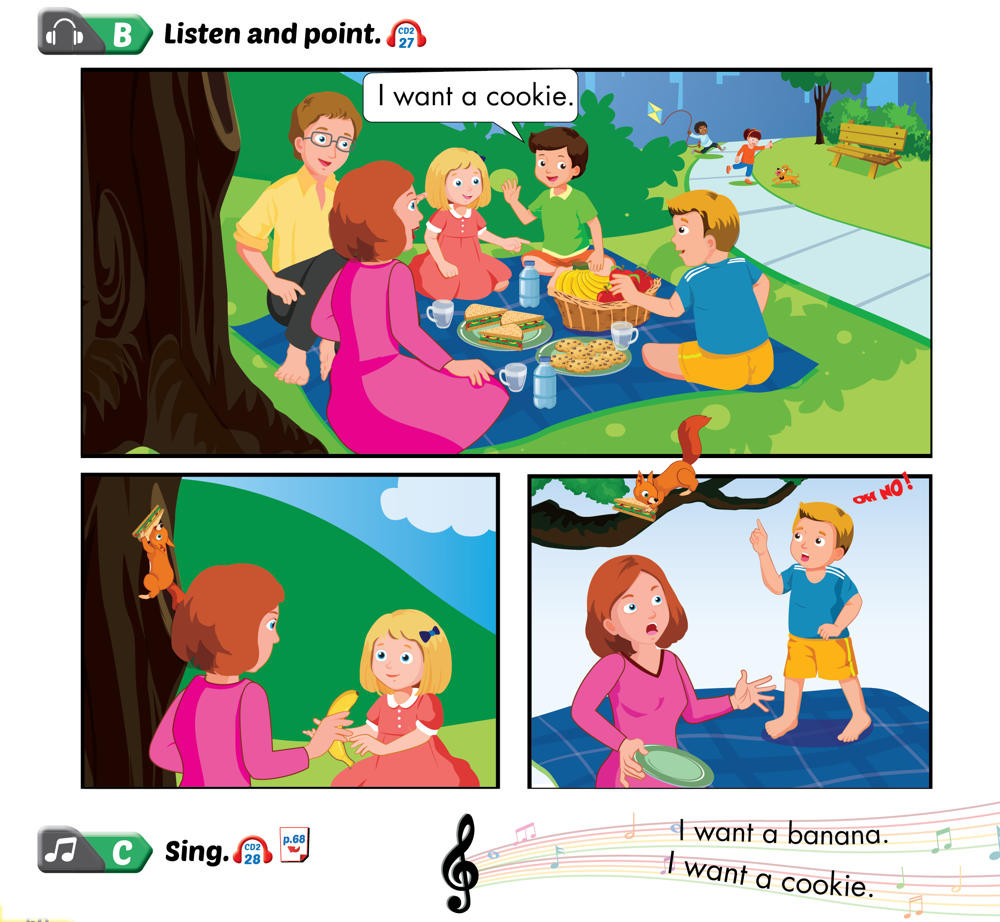 B Listen and point. CD2 27
I want a cookie.
OH NO!
C Sing. CD2 28 p.68
I want a banana.
I want a cookie.